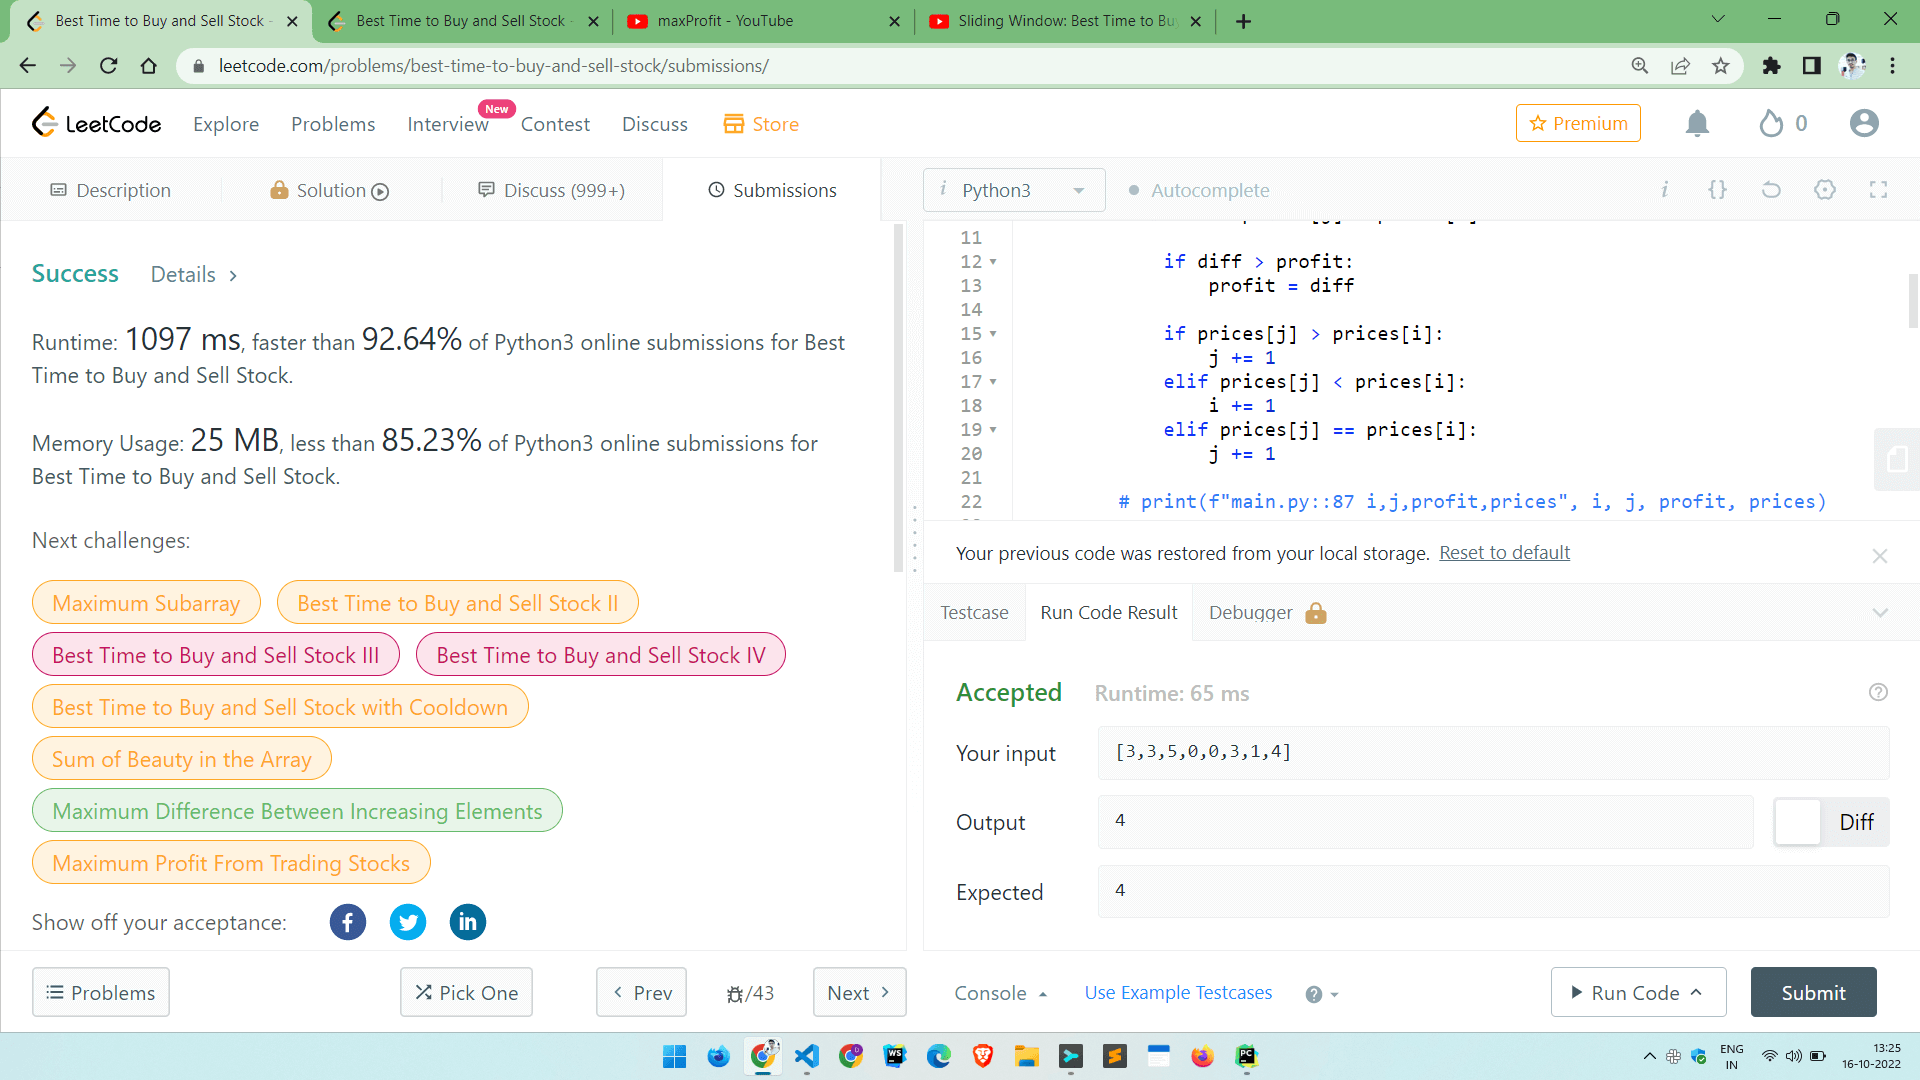 Best Time to Buy and Sell Stock -
Best Time to Buy and Sell Stock -
maxProfit - YouTube
Sliding Window: Best Time to Buy
leetcode.com/problems/best-time-to-buy-and-sell-stock/submissions/
LeetCode
Explore
Problems
Interview
New
Contest
Discuss
Store
Premium
0
Description
Solution
Discuss (999+)
Submissions
i Python3
Autocomplete
i
{}
Success
Details >
Runtime: 1097 ms, faster than 92.64% of Python3 online submissions for Best
Time to Buy and Sell Stock.
Memory Usage: 25 MB, less than 85.23% of Python3 online submissions for
Best Time to Buy and Sell Stock.
Next challenges:
Maximum Subarray
Best Time to Buy and Sell Stock II
Best Time to Buy and Sell Stock III
Best Time to Buy and Sell Stock IV
Best Time to Buy and Sell Stock with Cooldown
Sum of Beauty in the Array
Maximum Difference Between Increasing Elements
Maximum Profit From Trading Stocks
Show off your acceptance:
11
12 if diff > profit:
13 profit = diff
14
15 if prices[j] > prices[i]:
16 j += 1
17 elif prices[j] < prices[i]:
18 i += 1
19 elif prices[j] == prices[i]:
20 j += 1
21
22 # print(f"main.py::87 i,j,profit,prices", i, j, profit, prices)
Your previous code was restored from your local storage. Reset to default
Testcase
Run Code Result
Debugger
Accepted
Runtime: 65 ms
Your input
[3,3,5,0,0,3,1,4]
Output
4
Diff
Expected
4
Problems
Pick One
Prev
/43
Next
Console
Use Example Testcases
Run Code
Submit
ENG
IN
13:25
16-10-2022